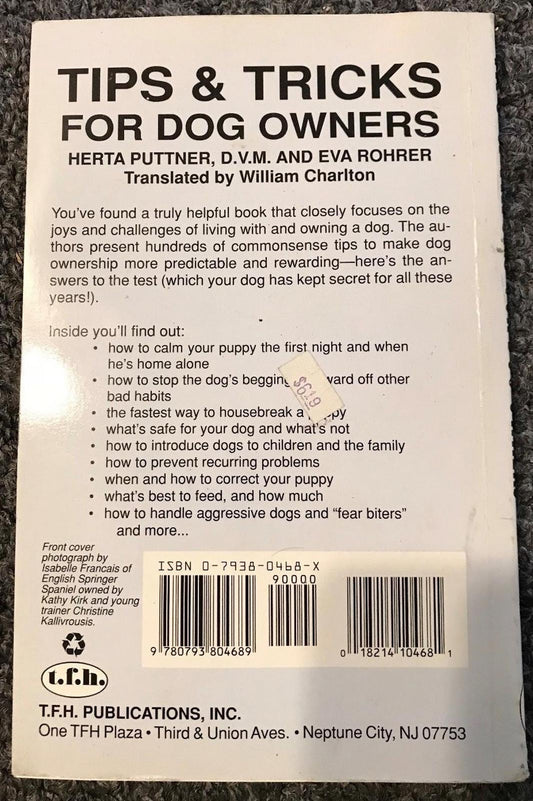 TIPS & TRICKS
FOR DOG OWNERS
HERTA PUTTNER, D.V.M. AND EVA ROHRER
Translated by William Charlton
You've found a truly helpful book that closely focuses on the
joys and challenges of living with and owning a dog. The au-
thors present hundreds of commonsense tips to make dog
ownership more predictable and rewarding—here's the an-
swers to the test (which your dog has kept secret for all these
years!).
Inside you'll find out:
• how to calm your puppy the first night and when
he's home alone
• how to stop the dog's begging ward off other
bad habits
• the fastest way to housebreak a ppy
• what's safe for your dog and what's not
• how to introduce dogs to children and the family
• how to prevent recurring problems
• when and how to correct your puppy
• what's best to feed, and how much
• how to handle aggressive dogs and “fear biters”
and more...
$6.19
Front cover
photograph by
Isabelle Francais of
English Springer
Spaniel owned by
Kathy Kirk and young
trainer Christine
Kallivrousis.
ISBN 0-7938-0468-X
90000
9 780793 804689
0 18214 10468 1
t.f.h.
T.F.H. PUBLICATIONS, INC.
One TFH Plaza • Third & Union Aves. • Neptune City, NJ 07753